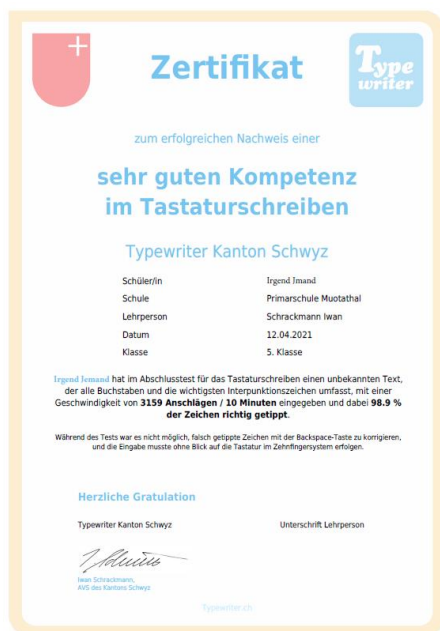 Zertifikat
Type
writer
zum erfolgreichen Nachweis einer
sehr guten Kompetenz
im Tastaturschreiben
Typewriter Kanton Schwyz
Schüler/in Irgend Jmand
Schule Primarschule Muotathal
Lehrperson Schrackmann Iwan
Datum 12.04.2021
Klasse 5. Klasse
Irgend Jemand hat im Abschlusstest für das Tastaturschreiben einen unbekannten Text,
der alle Buchstaben und die wichtigsten Interpunktionszeichen umfasst, mit einer
Geschwindigkeit von 3159 Anschlägen / 10 Minuten eingegeben und dabei 98.9 %
der Zeichen richtig getippt.
Während des Tests war es nicht möglich, falsch getippte Zeichen mit der Backspace-Taste zu korrigieren,
und die Eingabe musste ohne Blick auf die Tastatur im Zehnfingersystem erfolgen.
Herzliche Gratulation
Typewriter Kanton Schwyz Unterschrift Lehrperson
Iwan Schrackmann,
AVS des Kantons Schwyz
Typewriter.ch